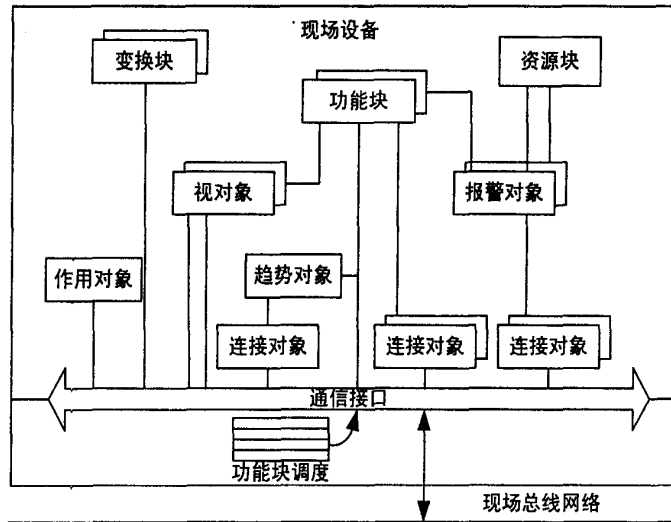 现场设备
变换块
资源块
功能块
视对象
报警对象
作用对象
趋势对象
连接对象
连接对象
连接对象
通信接口
功能块调度
现场总线网络